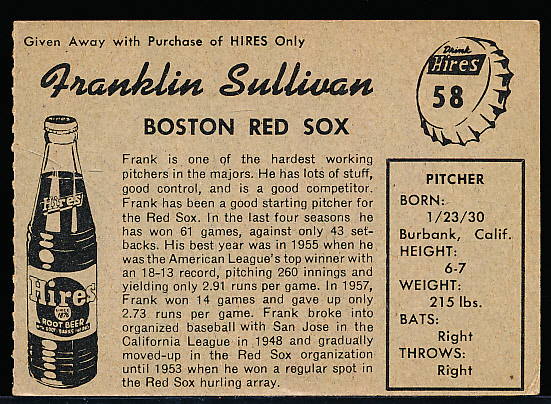 Given Away with Purchase of HIRES Only
Franklin Sullivan
BOSTON RED SOX
Drink
Hires
58
Frank is one of the hardest working
pitchers in the majors. He has lots of stuff,
good control, and is a good competitor.
Frank has been a good starting pitcher for
the Red Sox. In the last four seasons he
has won 61 games, against only 43 set-
backs. His best year was in 1955 when he
was the American League's top winner with
an 18-13 record, pitching 260 innings and
yielding only 2.91 runs per game. In 1957,
Frank won 14 games and gave up only
2.73 runs per game. Frank broke into
organized baseball with San Jose in the
California League in 1948 and gradually
moved-up in the Red Sox organization
until 1953 when he won a regular spot in
the Red Sox hurling array.
PITCHER
BORN:
1/23/30
Burbank, Calif.
HEIGHT:
6-7
WEIGHT:
215 lbs.
BATS:
Right
THROWS:
Right
Hires
Hires
SINCE
1876
ROOT BEER